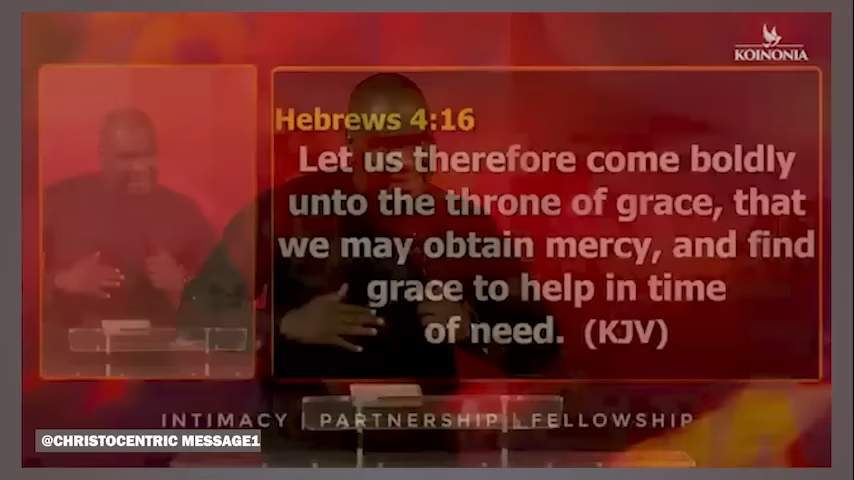 KOINONIA
Hebrews 4:16
Let us therefore come boldly
unto the throne of grace, that
we may obtain mercy, and find
grace to help in time
of need. (KJV)
INTIMACY | PARTNERSHIP | FELLOWSHIP
@CHRISTOCENTRIC MESSAGE1